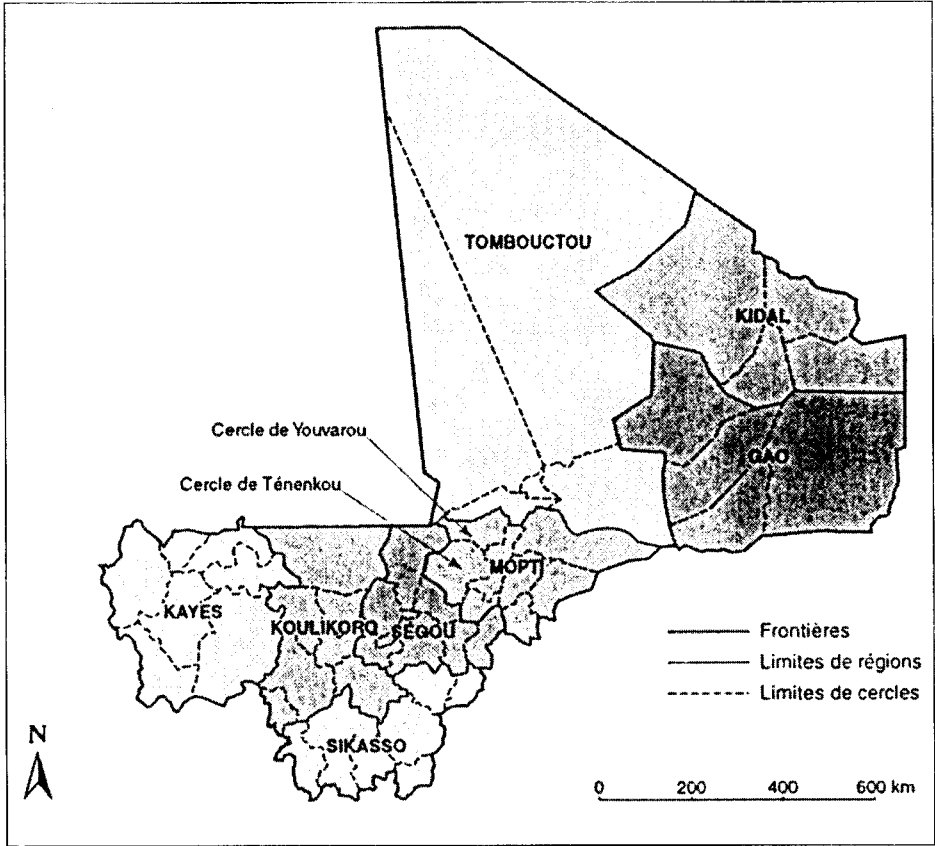 TOMBOUCTOU
KIDAL
Cercle de Youvarou
GAO
Cercle de Ténenkou
MOPTI
KAYES
KOULIKORO
SÉGOU
Frontières
Limites de régions
Limites de cercles
SIKASSO
N
0 200 400 600 km